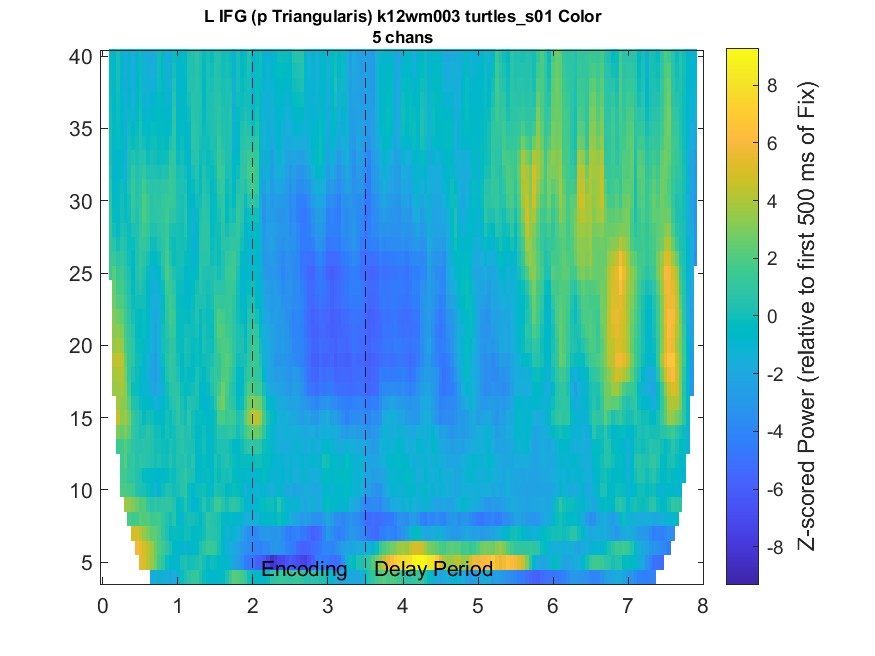 L IFG (p Triangularis) k12wm003 turtles_s01 Color
5 chans
40
35
30
25
20
15
10
5
Encoding
Delay Period
0 1 2 3 4 5 6 7 8
8
6
4
2
0
-2
-4
-6
-8
Z-scored Power (relative to first 500 ms of Fix)